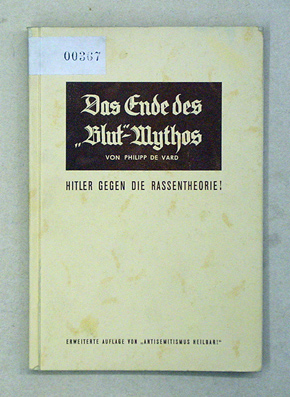 00367
Das Ende des
„Blut"-Mythos
VON PHILIPP DE VARD
HITLER GEGEN DIE RASSENTHEORIE!
ERWEITERTE AUFLAGE VON „ANTISEMITISMUS HEILBAR!"